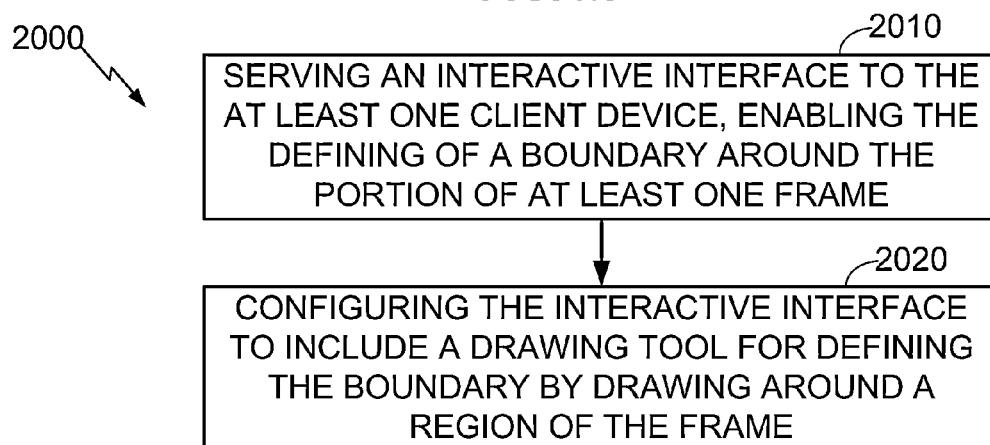 2000
2010
SERVING AN INTERACTIVE INTERFACE TO THE
AT LEAST ONE CLIENT DEVICE, ENABLING THE
DEFINING OF A BOUNDARY AROUND THE
PORTION OF AT LEAST ONE FRAME
2020
CONFIGURING THE INTERACTIVE INTERFACE
TO INCLUDE A DRAWING TOOL FOR DEFINING
THE BOUNDARY BY DRAWING AROUND A
REGION OF THE FRAME